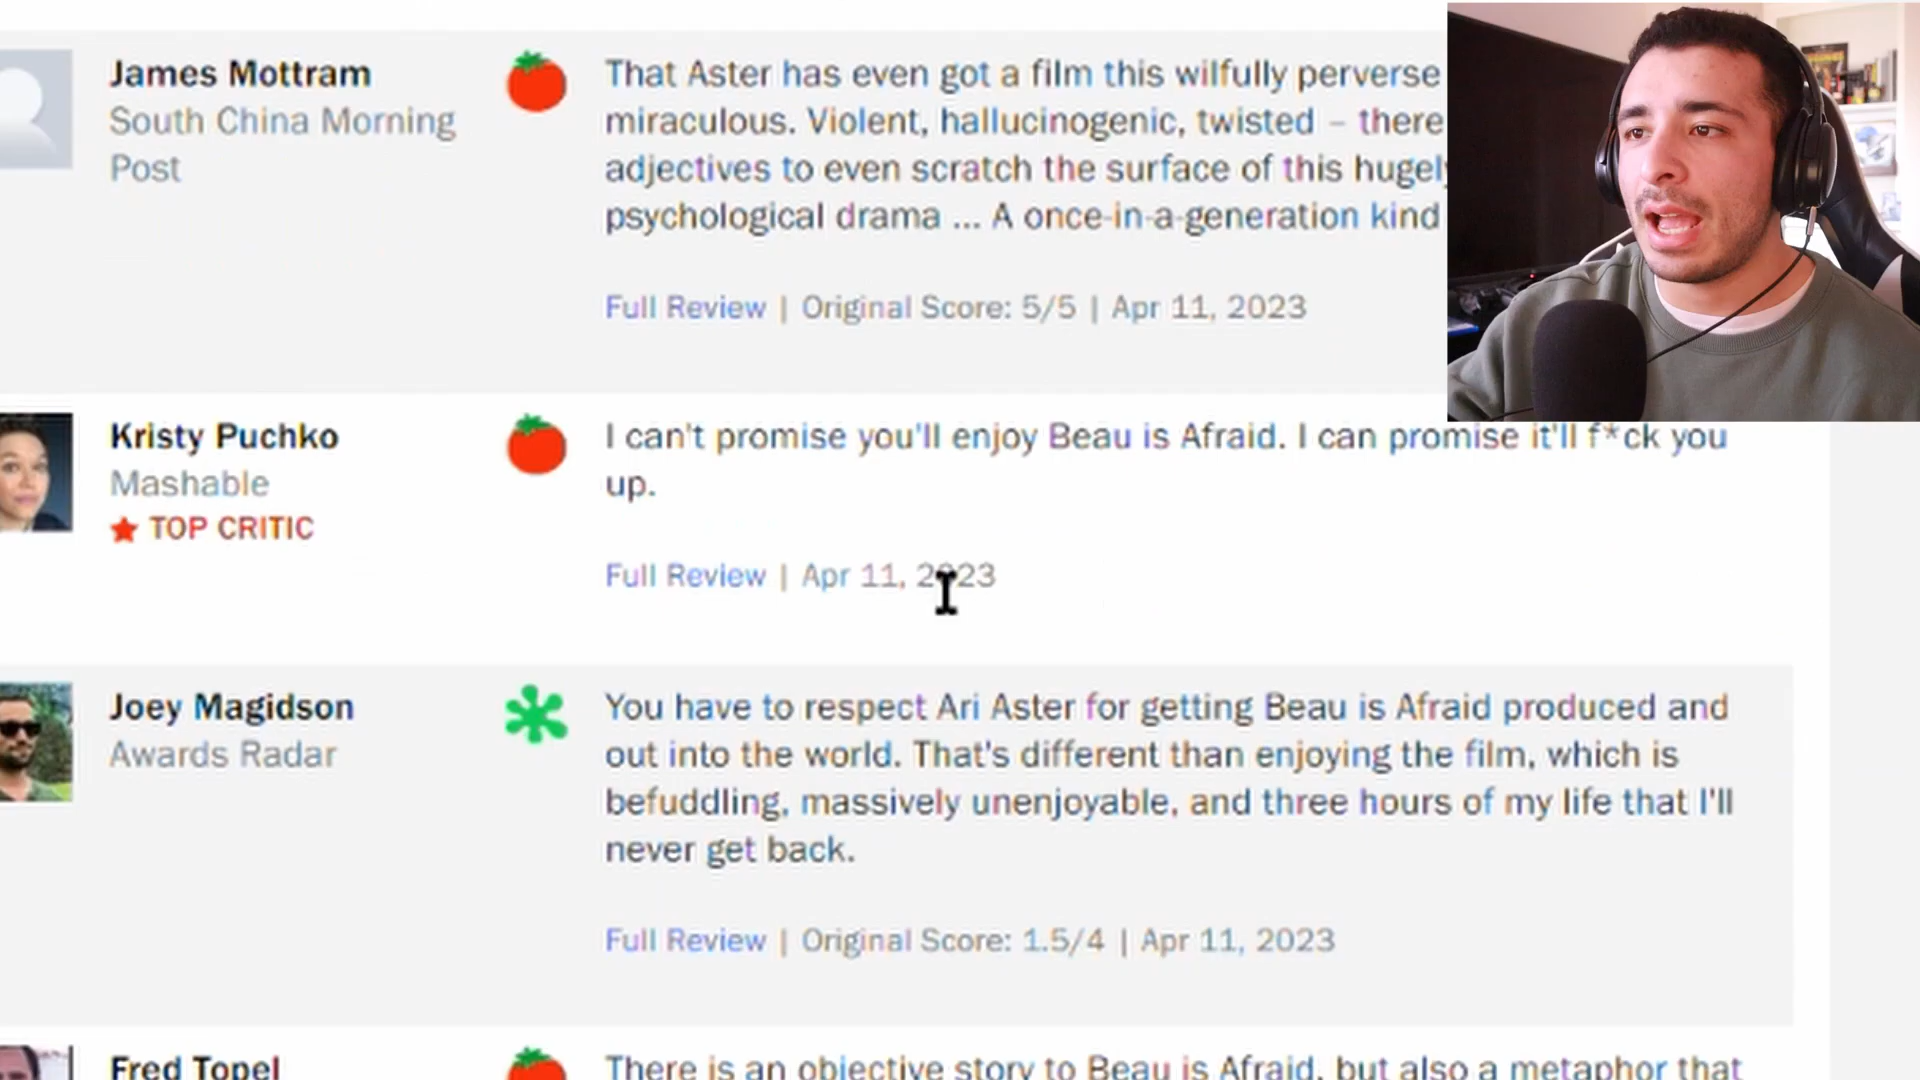 James Mottram
South China Morning
Post
That Aster has even got a film this wilfully perverse
miraculous. Violent, hallucinogenic, twisted – there
adjectives to even scratch the surface of this hugely
psychological drama ... A once-in-a-generation kind
Full Review | Original Score: 5/5 | Apr 11, 2023
Kristy Puchko
Mashable
TOP CRITIC
I can't promise you'll enjoy Beau is Afraid. I can promise it'll f*ck you
up.
Full Review | Apr 11, 2023
Joey Magidson
Awards Radar
You have to respect Ari Aster for getting Beau is Afraid produced and
out into the world. That's different than enjoying the film, which is
befuddling, massively unenjoyable, and three hours of my life that I'll
never get back.
Full Review | Original Score: 1.5/4 | Apr 11, 2023
Fred Topel
There is an objective story to Beau is Afraid, but also a metaphor that